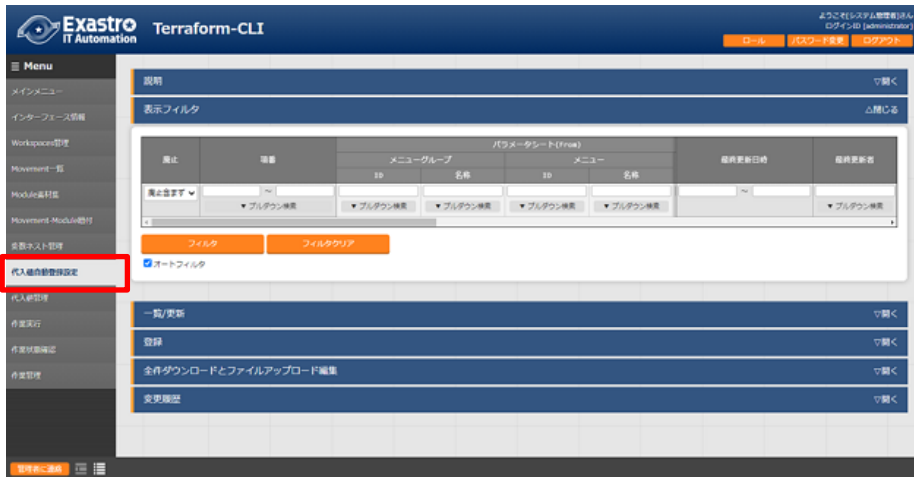 Exastro
IT Automation
Terraform-CLI
ようこそ[システム管理者]さん
ログインID [administrator]
ロール
パスワード変更
ログアウト
Menu
メインメニュー
インターフェース情報
Workspaces管理
Movement一覧
Module素材集
Movement-Module紐付
変数ネスト管理
代入値自動登録設定
代入値管理
作業実行
作業状態確認
作業管理
説明
▽開く
表示フィルタ
△閉じる
廃止
項番
パラメータシート(From)
メニューグループ
メニュー
ID
名称
ID
名称
最終更新日時
最終更新者
廃止含まず
~
~
▼ プルダウン検索
▼ プルダウン検索
▼ プルダウン検索
▼ プルダウン検索
▼ プルダウン検索
▼ プルダウン検索
フィルタ
フィルタクリア
オートフィルタ
一覧/更新
▽開く
登録
▽開く
全件ダウンロードとファイルアップロード編集
▽開く
変更履歴
▽開く
管理者に連絡